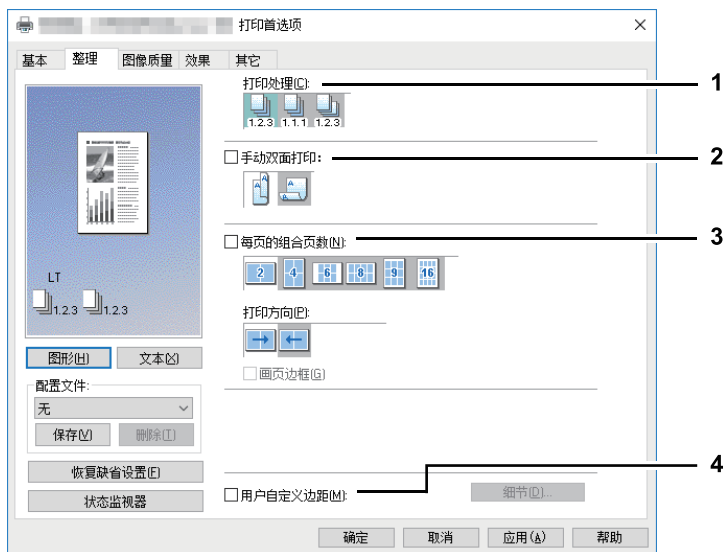 打印首选项
基本 整理 图像质量 效果 其它
打印处理(C):
1
1.2.3 1.1.1 1.2.3
手动双面打印：
2
A A
每页的组合页数(N):
3
2 4 6 8 9 16
LT
1.2.3 1.2.3
打印方向(P):
图形(H) 文本(X)
画页边框(G)
配置文件:
无
保存(V) 删除(T)
恢复缺省设置(E)
4
用户自定义边距(M): 细节(D)...
状态监视器
确定 取消 应用(A) 帮助